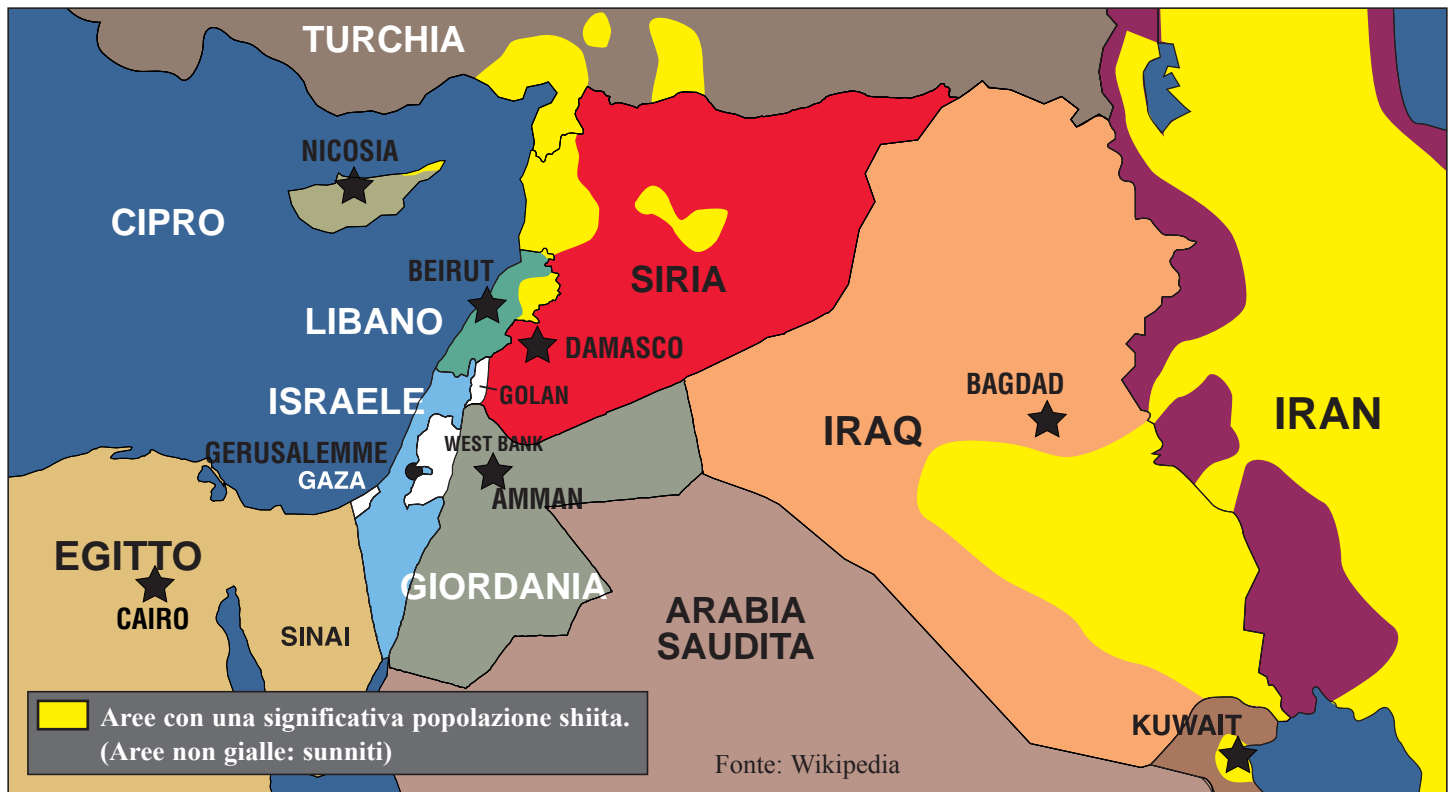 TURCHIA
NICOSIA
CIPRO
BEIRUT
SIRIA
LIBANO
DAMASCO
ISRAELE
GOLAN
BAGDAD
IRAN
IRAQ
WEST BANK
GERUSALEMME
GAZA
AMMAN
EGITTO
GIORDANIA
CAIRO
ARABIA
SAUDITA
SINAI
Aree con una significativa popolazione shiita.
(Aree non gialle: sunniti)
KUWAIT
Fonte: Wikipedia